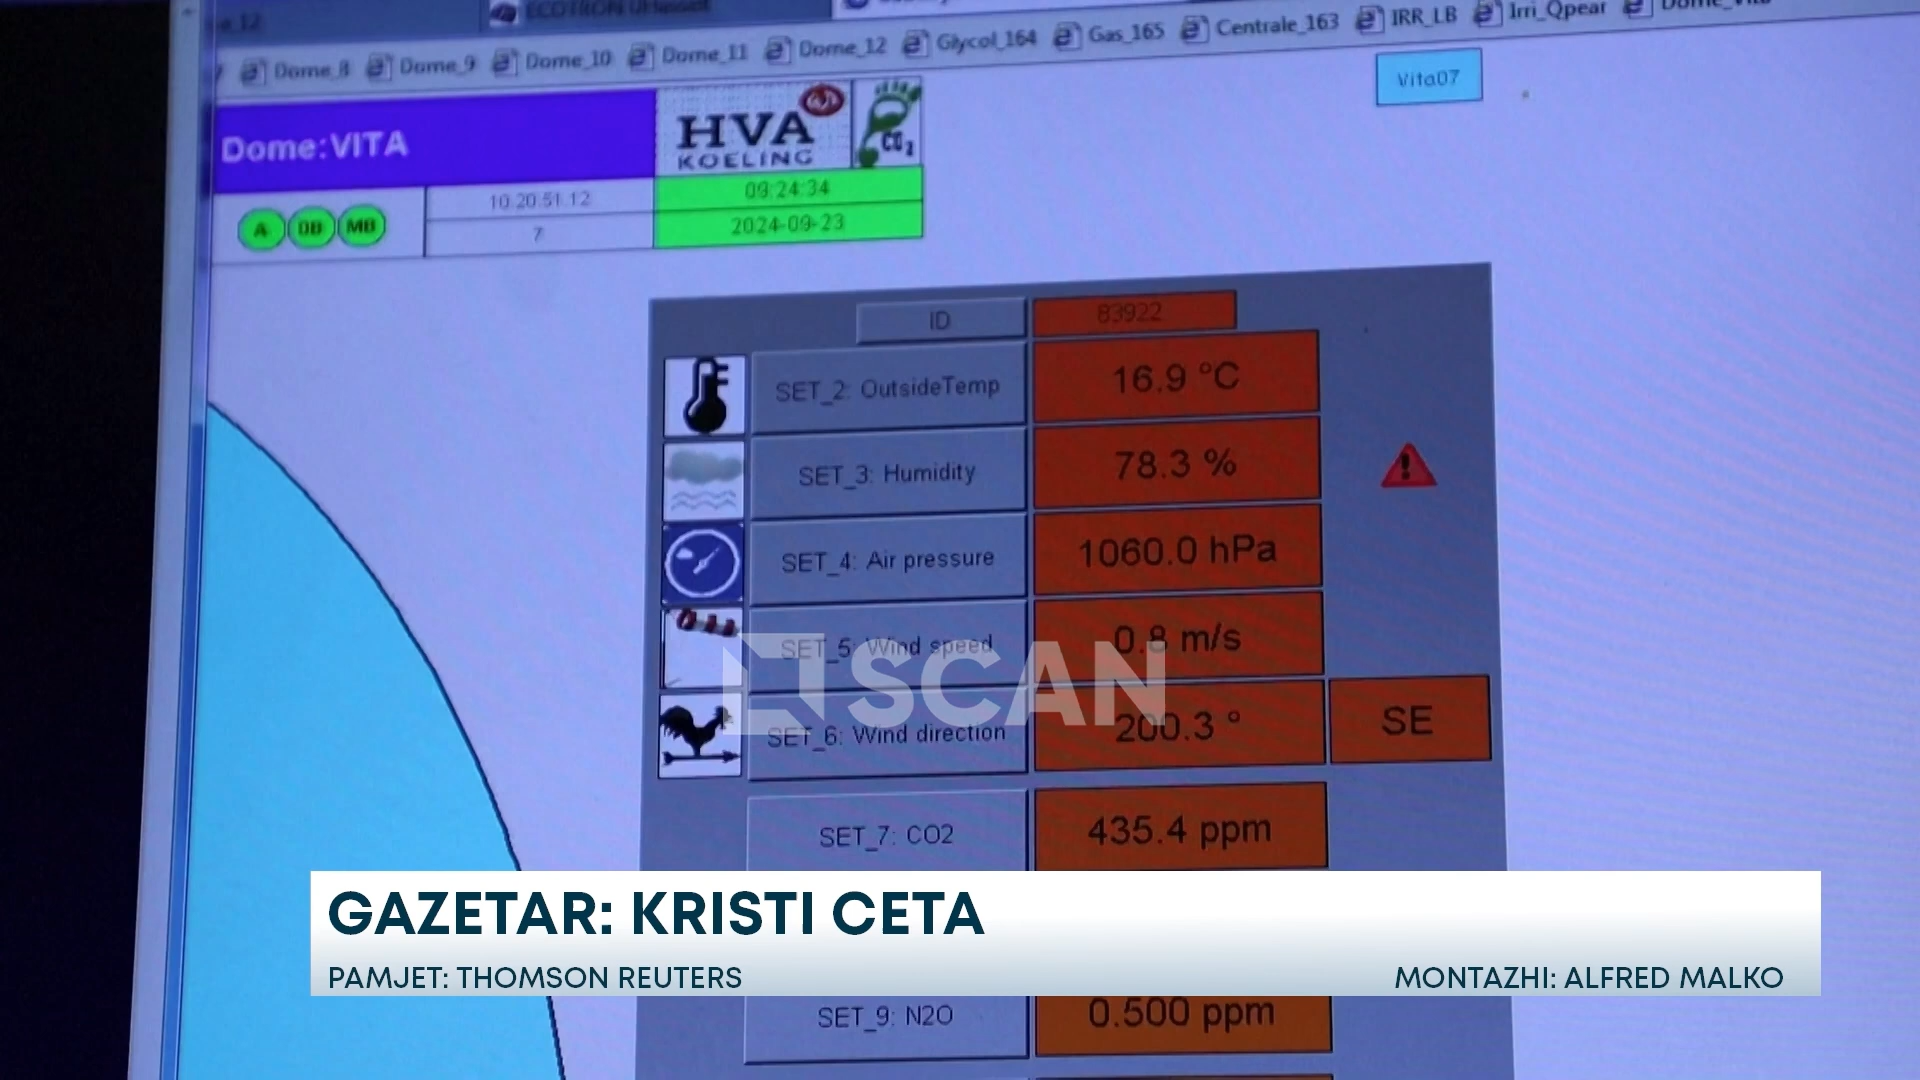 Dome_8 Dome_9 Dome_10 Dome_11 Dome_12 Glycol_164 Gas_165 Centrale_163 IRR_LB Irri_Qpear
Vita07
Dome:VITA
HVA
KOELING
CO2
A DB MB
10.20.51.12
7
09:24:34
2024-09-23
ID 83922
SET_2: OutsideTemp 16.9 °C
SET_3: Humidity 78.3 %
SET_4: Air pressure 1060.0 hPa
SET_5: Wind speed 0.8 m/s
SCAN
SET_6: Wind direction 200.3 ° SE
SET_7: CO2 435.4 ppm
GAZETAR: KRISTI CETA
PAMJET: THOMSON REUTERS
MONTAZHI: ALFRED MALKO
SET_9: N2O 0.500 ppm